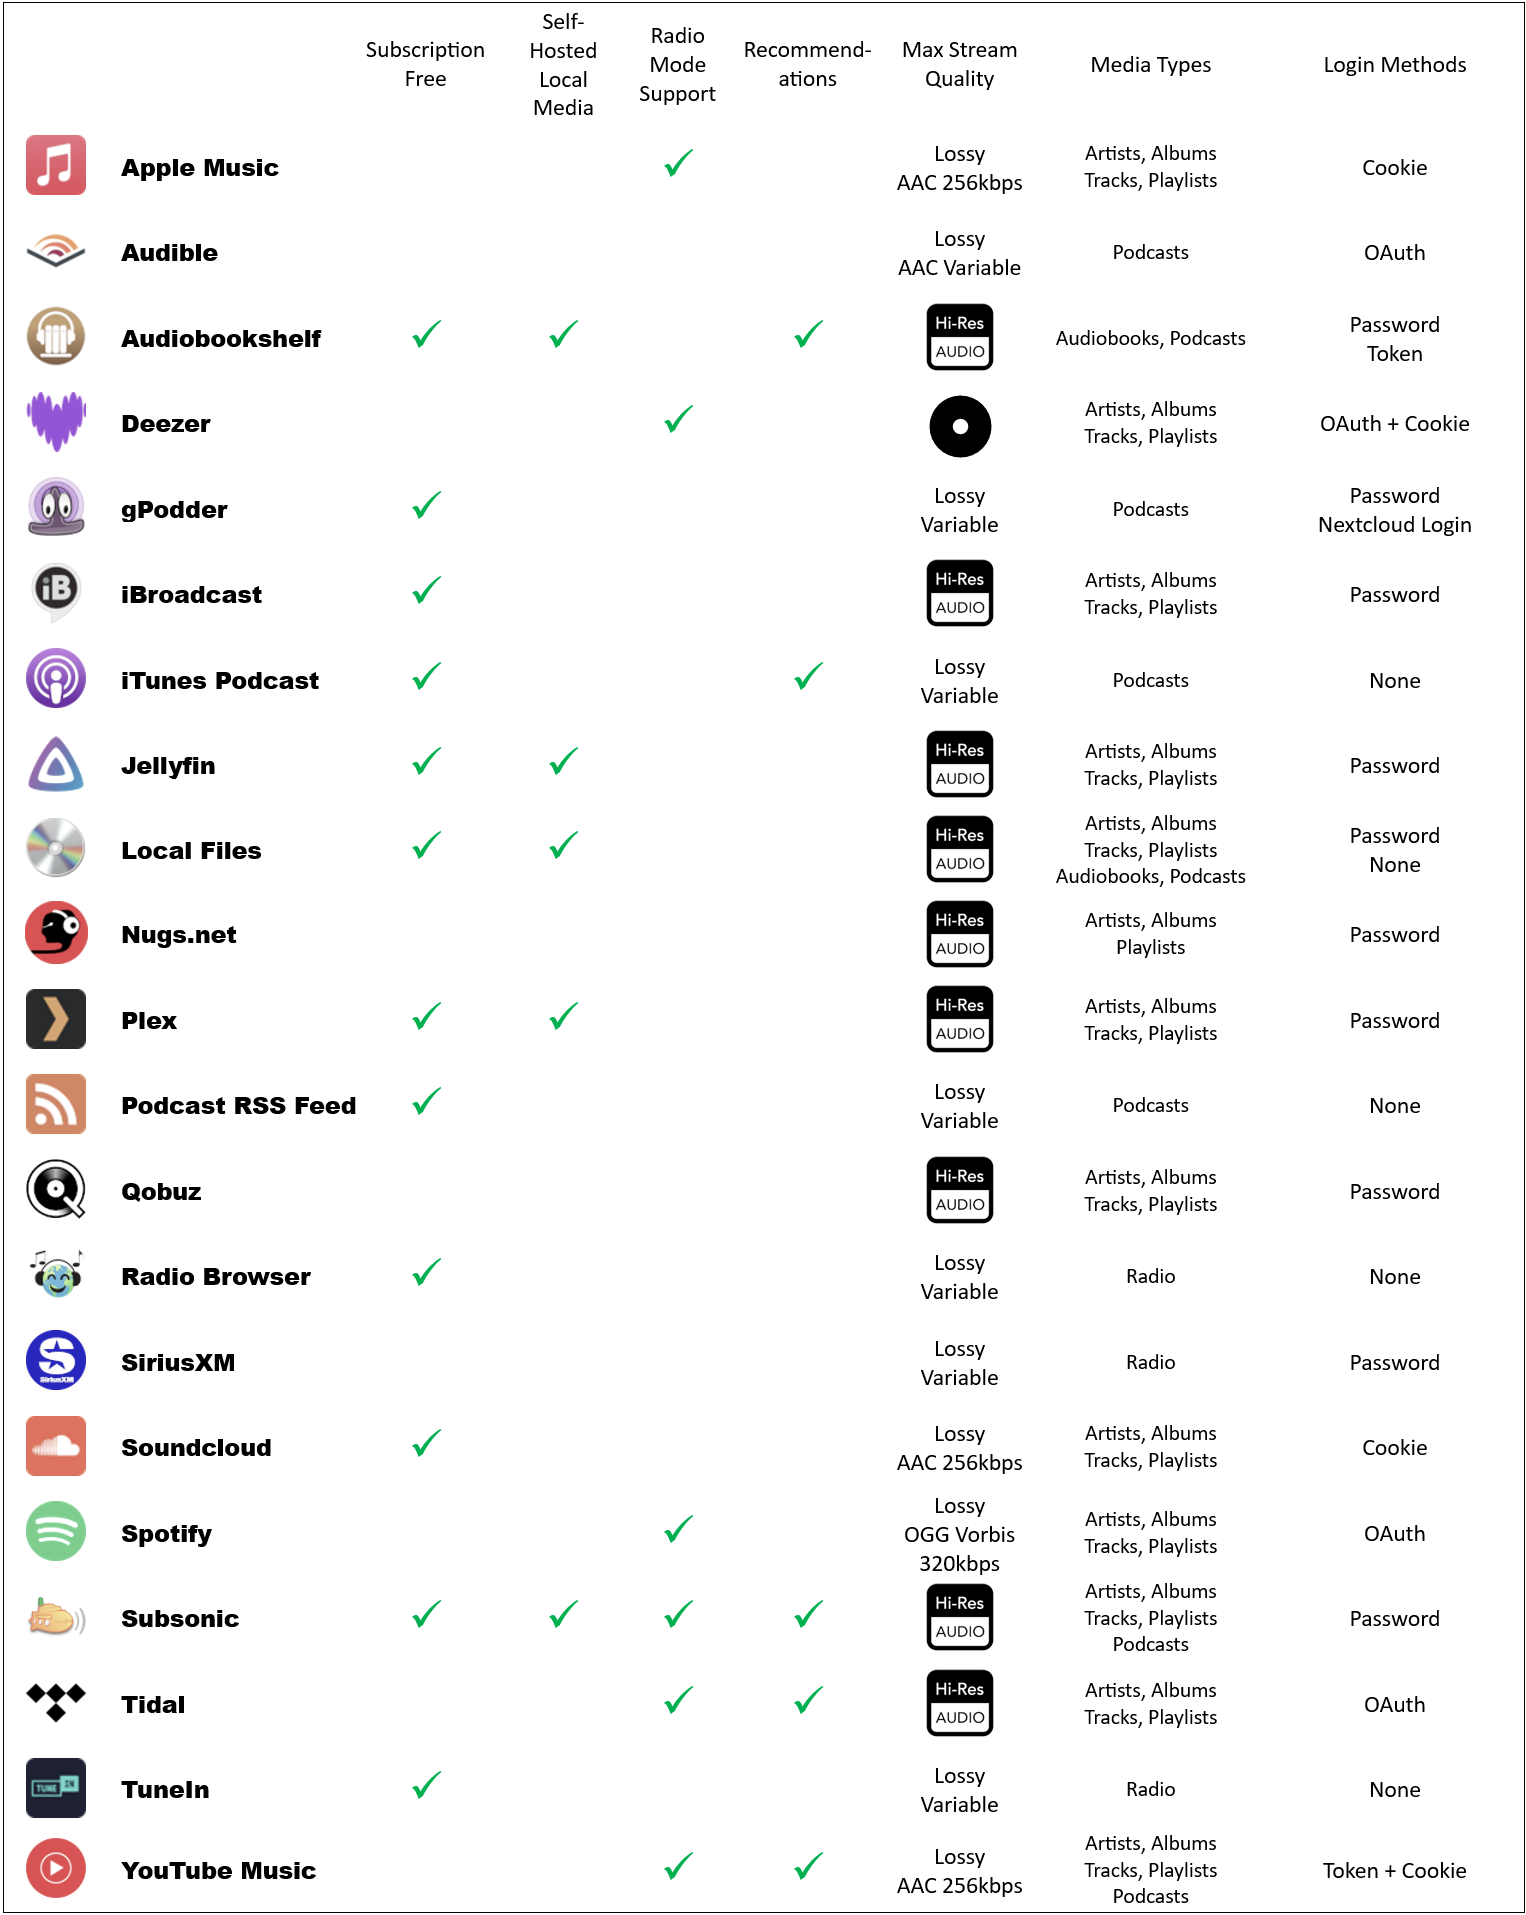 Subscription
Free
Self-
Hosted
Local
Media
Radio
Mode
Support
Recommend-
ations
Max Stream
Quality
Media Types
Login Methods
Apple Music
Lossy
AAC 256kbps
Artists, Albums
Tracks, Playlists
Cookie
Audible
Lossy
AAC Variable
Podcasts
OAuth
Audiobookshelf
Hi-Res
AUDIO
Audiobooks, Podcasts
Password
Token
Deezer
Artists, Albums
Tracks, Playlists
OAuth + Cookie
gPodder
Lossy
Variable
Podcasts
Password
Nextcloud Login
iB
iBroadcast
Hi-Res
AUDIO
Artists, Albums
Tracks, Playlists
Password
iTunes Podcast
Lossy
Variable
Podcasts
None
Jellyfin
Hi-Res
AUDIO
Artists, Albums
Tracks, Playlists
Password
Local Files
Hi-Res
AUDIO
Artists, Albums
Tracks, Playlists
Audiobooks, Podcasts
Password
None
Nugs.net
Hi-Res
AUDIO
Artists, Albums
Playlists
Password
Plex
Hi-Res
AUDIO
Artists, Albums
Tracks, Playlists
Password
Podcast RSS Feed
Lossy
Variable
Podcasts
None
Qobuz
Hi-Res
AUDIO
Artists, Albums
Tracks, Playlists
Password
Radio Browser
Lossy
Variable
Radio
None
S
SiriusXM
SiriusXM
Lossy
Variable
Radio
Password
Soundcloud
Lossy
AAC 256kbps
Artists, Albums
Tracks, Playlists
Cookie
Spotify
Lossy
OGG Vorbis
320kbps
Artists, Albums
Tracks, Playlists
OAuth
Subsonic
Hi-Res
AUDIO
Artists, Albums
Tracks, Playlists
Podcasts
Password
Tidal
Hi-Res
AUDIO
Artists, Albums
Tracks, Playlists
OAuth
TUNE IN
TuneIn
Lossy
Variable
Radio
None
YouTube Music
Lossy
AAC 256kbps
Artists, Albums
Tracks, Playlists
Podcasts
Token + Cookie